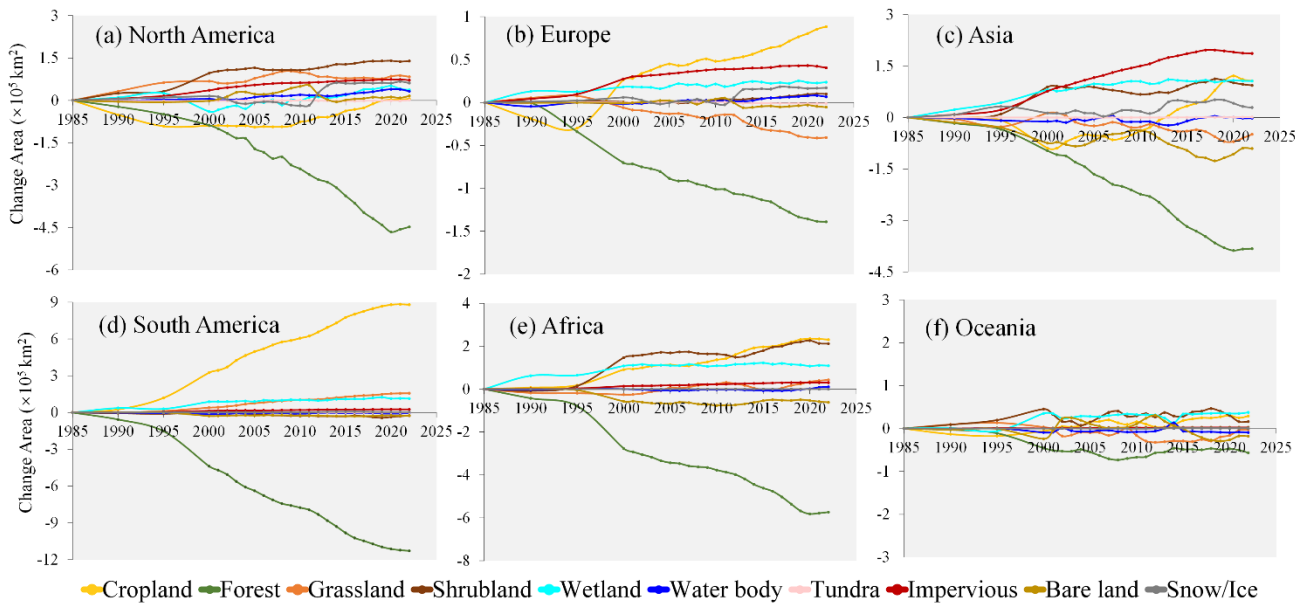 (a) North America
3
1.5
0
-1.5
-3
-4.5
-6
1985 1990 1995 2000 2005 2010 2015 2020 2025
Change Area (×10⁵ km²)
(b) Europe
1
0.5
0
-0.5
-1
-1.5
-2
1985 1990 1995 2000 2005 2010 2015 2020 2025
(c) Asia
3
1.5
0
-1.5
-3
-4.5
1985 1990 1995 2000 2005 2010 2015 2020 2025
(d) South America
9
6
3
0
-3
-6
-9
-12
1985 1990 1995 2000 2005 2010 2015 2020 2025
Change Area (×10⁵ km²)
(e) Africa
4
2
0
-2
-4
-6
-8
1985 1990 1995 2000 2005 2010 2015 2020 2025
(f) Oceania
3
2
1
0
-1
-2
-3
1985 1990 1995 2000 2005 2010 2015 2020 2025
Cropland Forest Grassland Shrubland Wetland Water body Tundra Impervious Bare land Snow/Ice